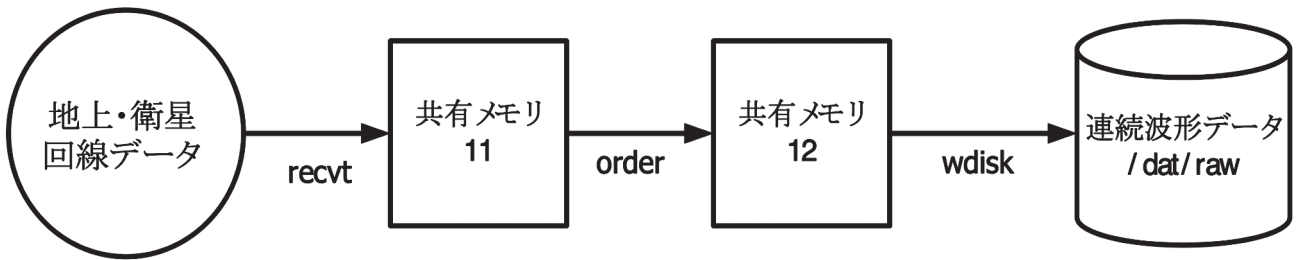 地上・衛星
回線データ
recvt
共有メモリ
11
order
共有メモリ
12
wdisk
連続波形データ
/dat/raw